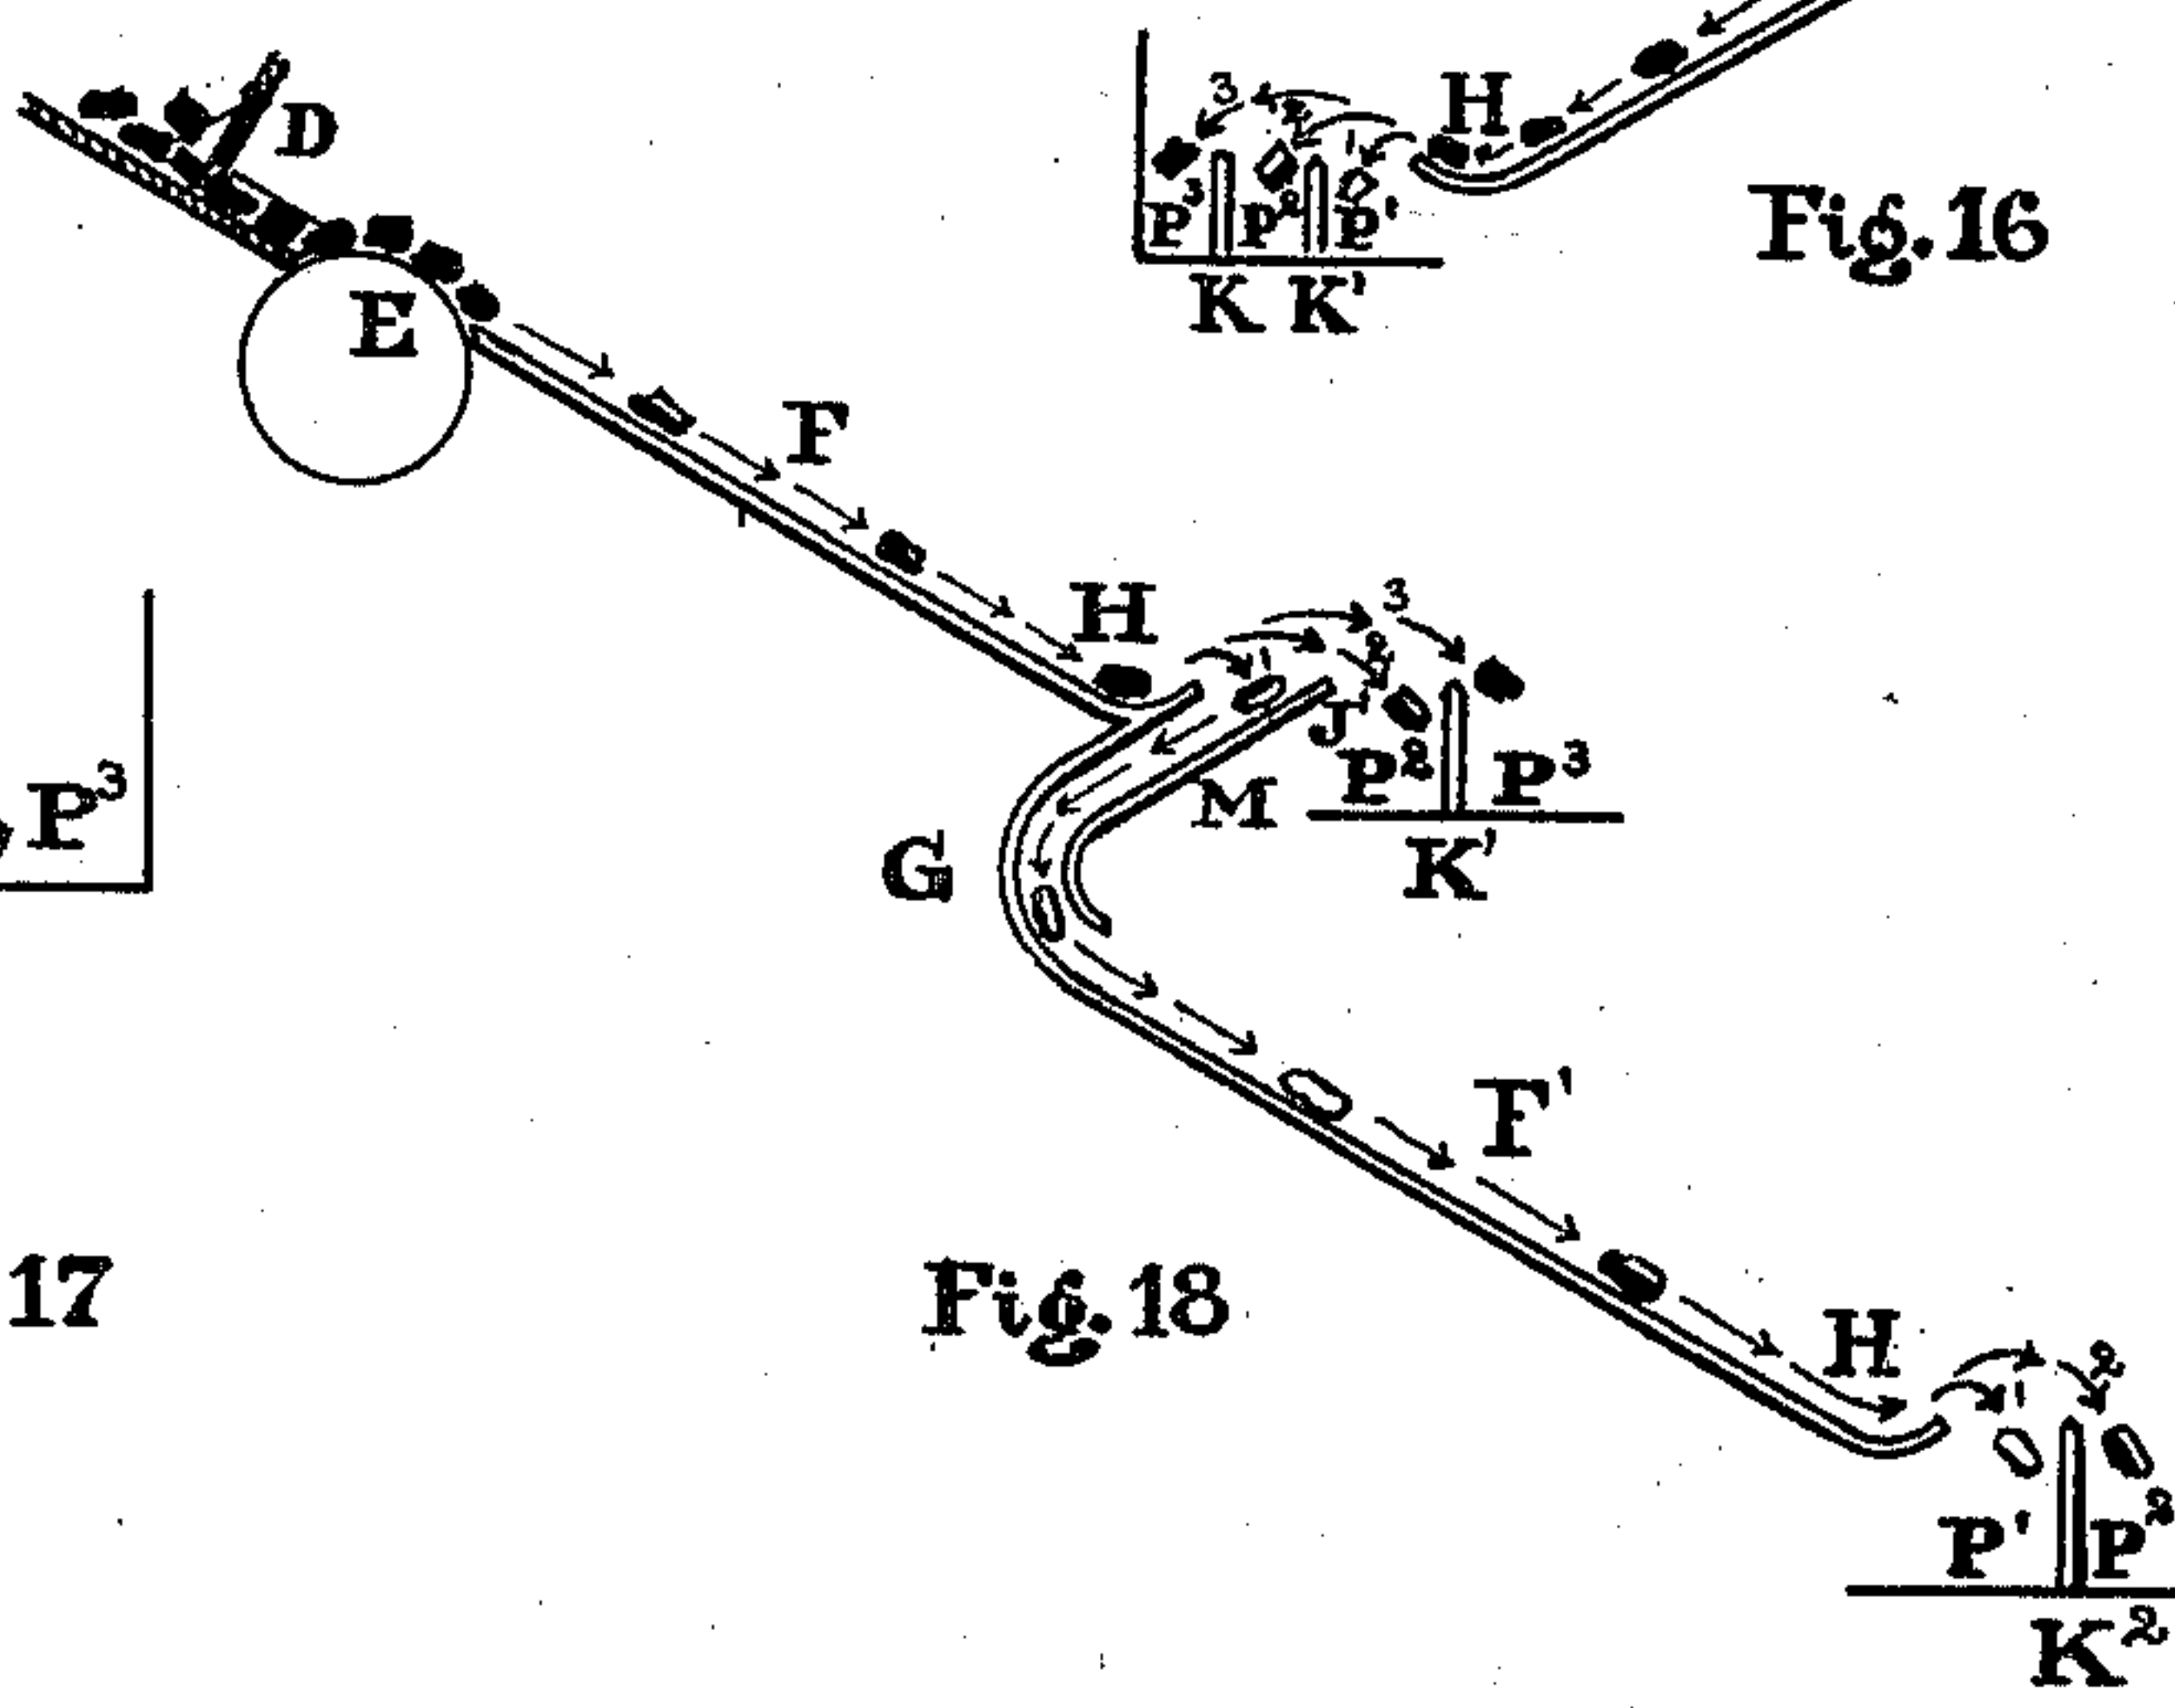 D
3 2 1 H
P³ P² P'
Fig. 16
K K'
E
F
H 3
1 2
J'
P² P³
M
P³
G K'
F'
17 Fig. 18
H 1 2
P' P²
K²